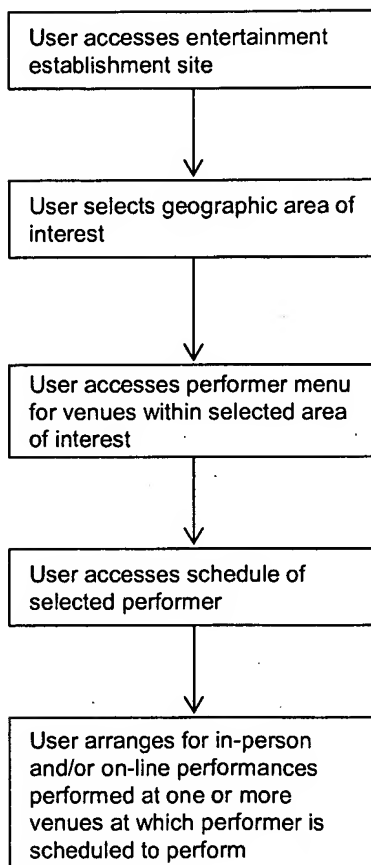 User accesses entertainment
establishment site
User selects geographic area of
interest
User accesses performer menu
for venues within selected area
of interest
User accesses schedule of
selected performer
User arranges for in-person
and/or on-line performances
performed at one or more
venues at which performer is
scheduled to perform